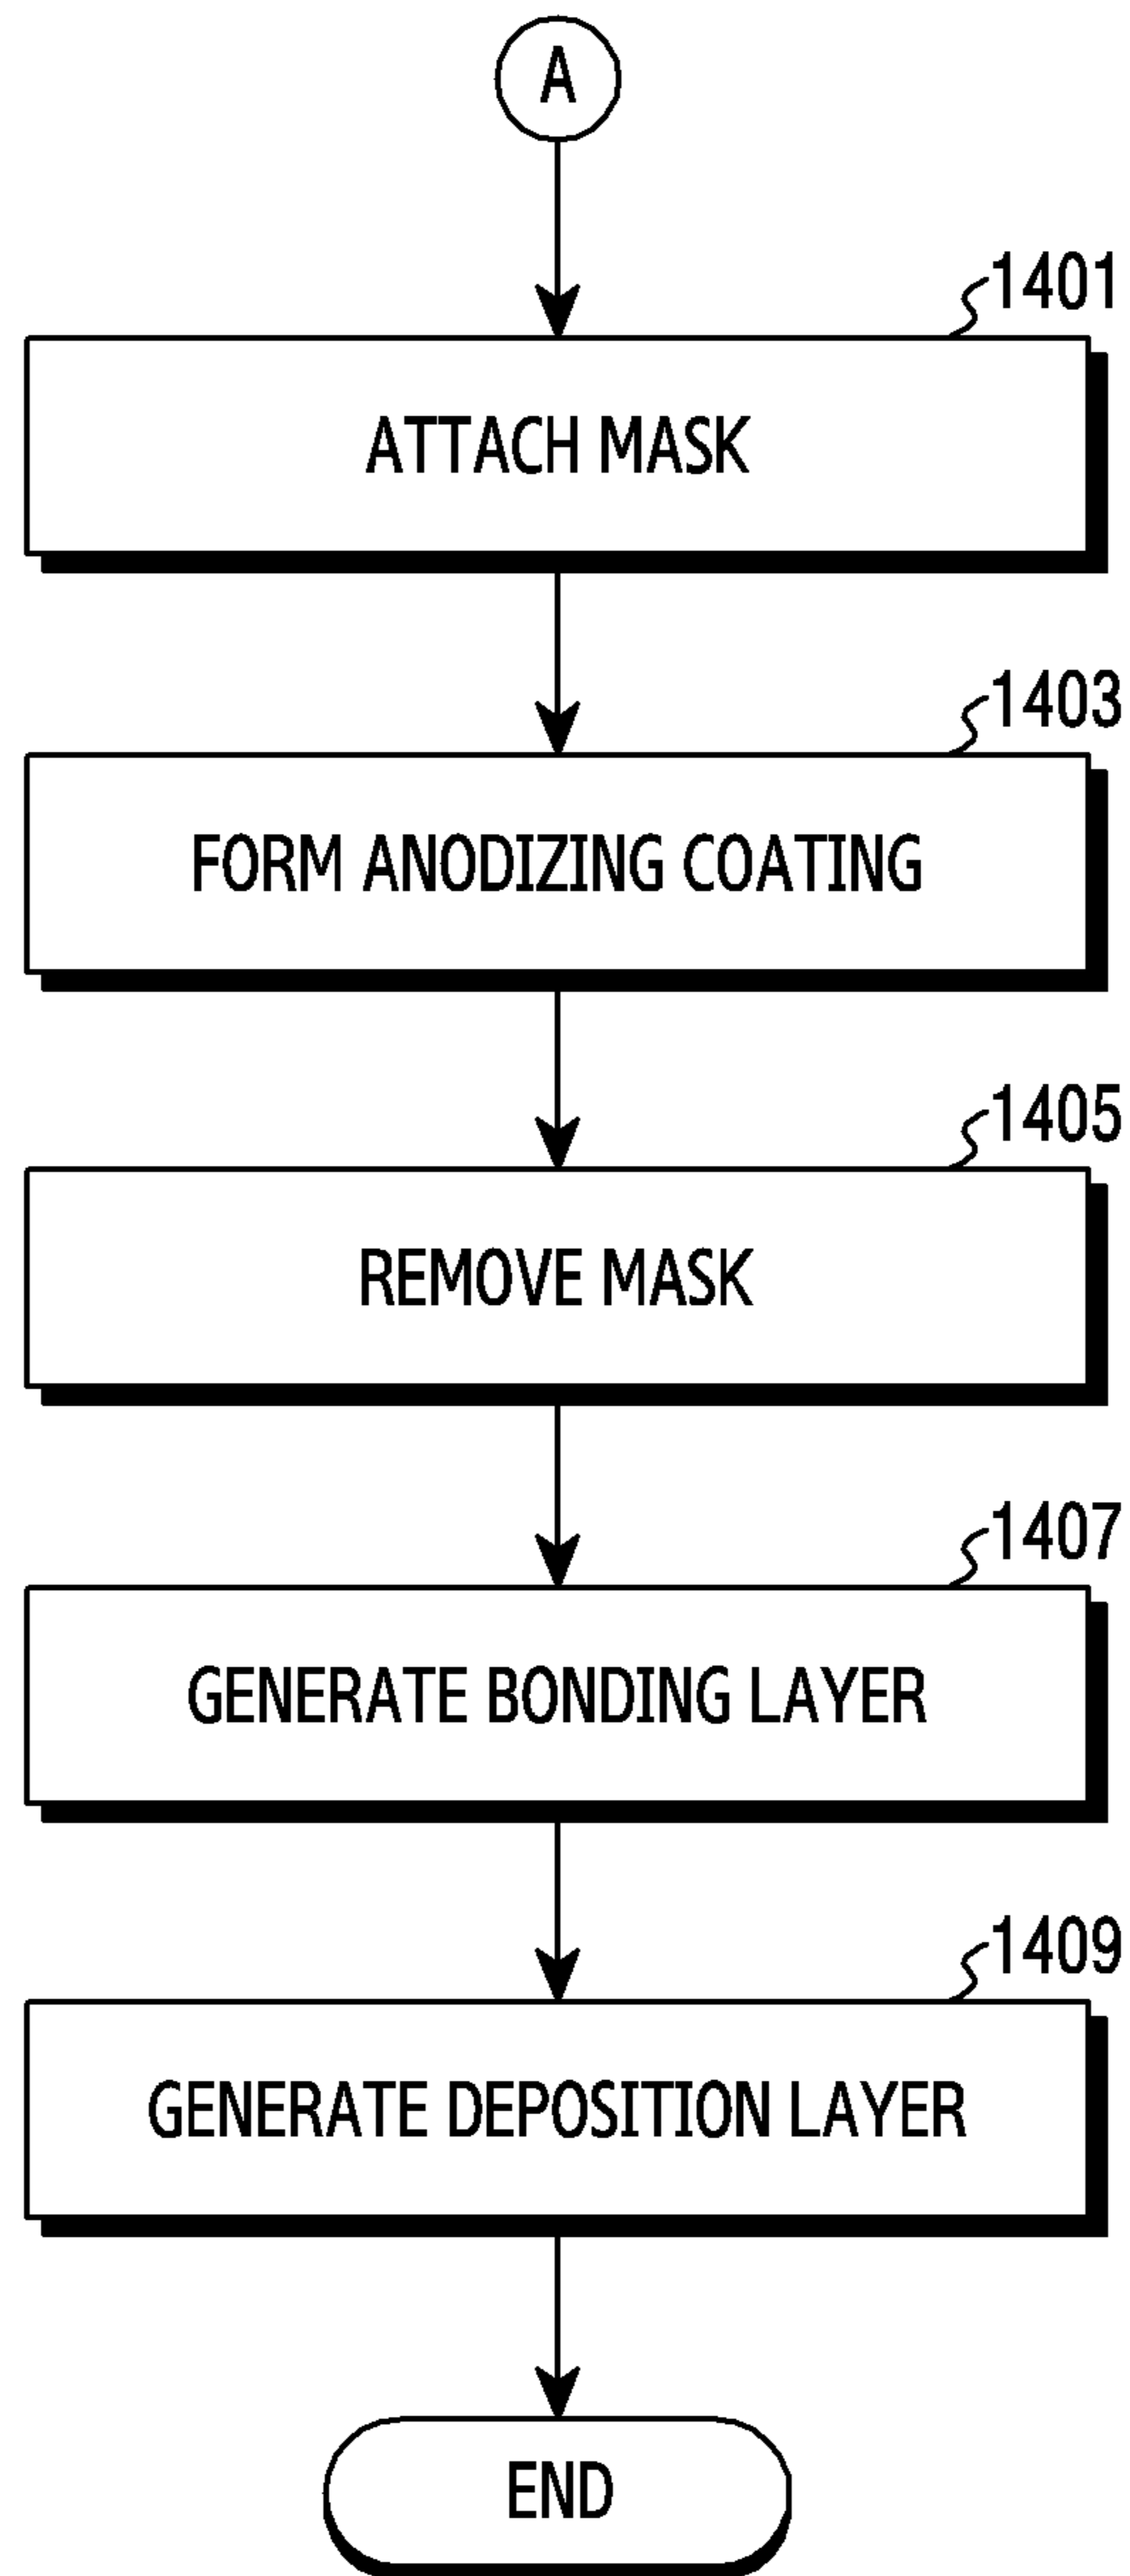 A
1401
ATTACH MASK
1403
FORM ANODIZING COATING
1405
REMOVE MASK
1407
GENERATE BONDING LAYER
1409
GENERATE DEPOSITION LAYER
END